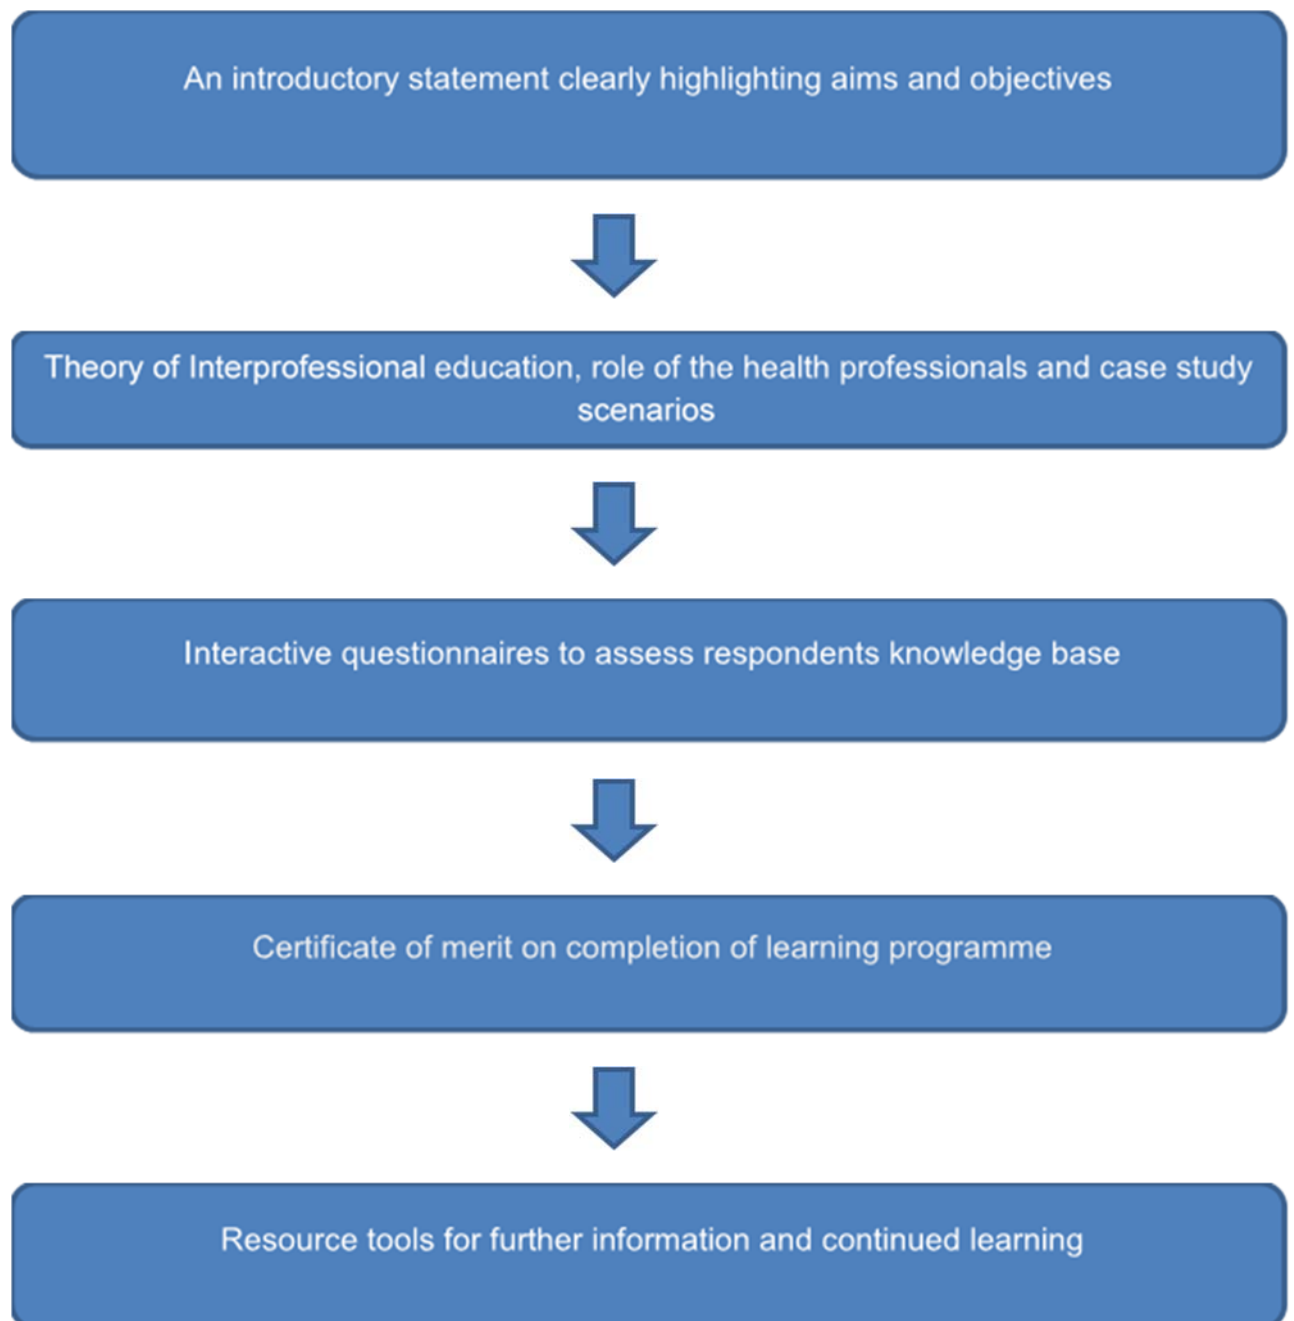 An introductory statement clearly highlighting aims and objectives
Theory of Interprofessional education, role of the health professionals and case study
scenarios
Interactive questionnaires to assess respondents knowledge base
Certificate of merit on completion of learning programme
Resource tools for further information and continued learning